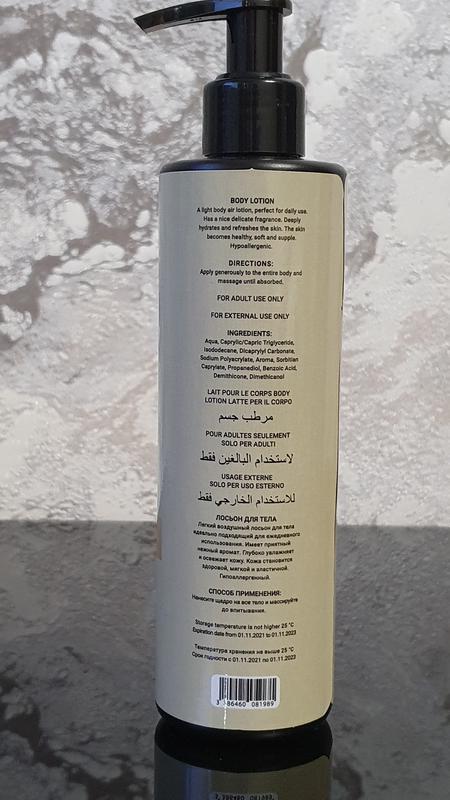 BODY LOTION
A light body air lotion, perfect for daily use.
Has a nice delicate fragrance. Deeply
hydrates and refreshes the skin. The skin
becomes healthy, soft and supple.
Hypoallergenic.
DIRECTIONS:
Apply generously to the entire body and
massage until absorbed.
FOR ADULT USE ONLY
FOR EXTERNAL USE ONLY
INGREDIENTS:
Aqua, Caprylic/Capric Triglyceride,
Isododecane, Dicaprylyl Carbonate,
Sodium Polyacrylate, Aroma, Sorbitian
Caprylate, Propanediol, Benzoic Acid,
Demithicone, Dimethicanol
LAIT POUR LE CORPS BODY
LOTION LATTE PER IL CORPO
مرطب جسم
POUR ADULTES SEULEMENT
SOLO PER ADULTI
لاستخدام البالغين فقط
USAGE EXTERNE
SOLO PER USO ESTERNO
للاستخدام الخارجي فقط
ЛОСЬОН ДЛЯ ТЕЛА
Легкий воздушный лосьон для тела
идеально подходящий для ежедневного
использования. Имеет приятный
нежный аромат. Глубоко увлажняет
и освежает кожу. Кожа становится
здоровой, мягкой и эластичной.
Гипоаллергенный.
СПОСОБ ПРИМЕНЕНИЯ:
Нанесите щедро на все тело и массируйте
до впитывания.
Storage temperature is not higher 25 °C
Expiration date from 01.11.2021 to 01.11.2023
Температура хранения не выше 25 °C
Срок годности с 01.11.2021 по 01.11.2023
3 386460 081989